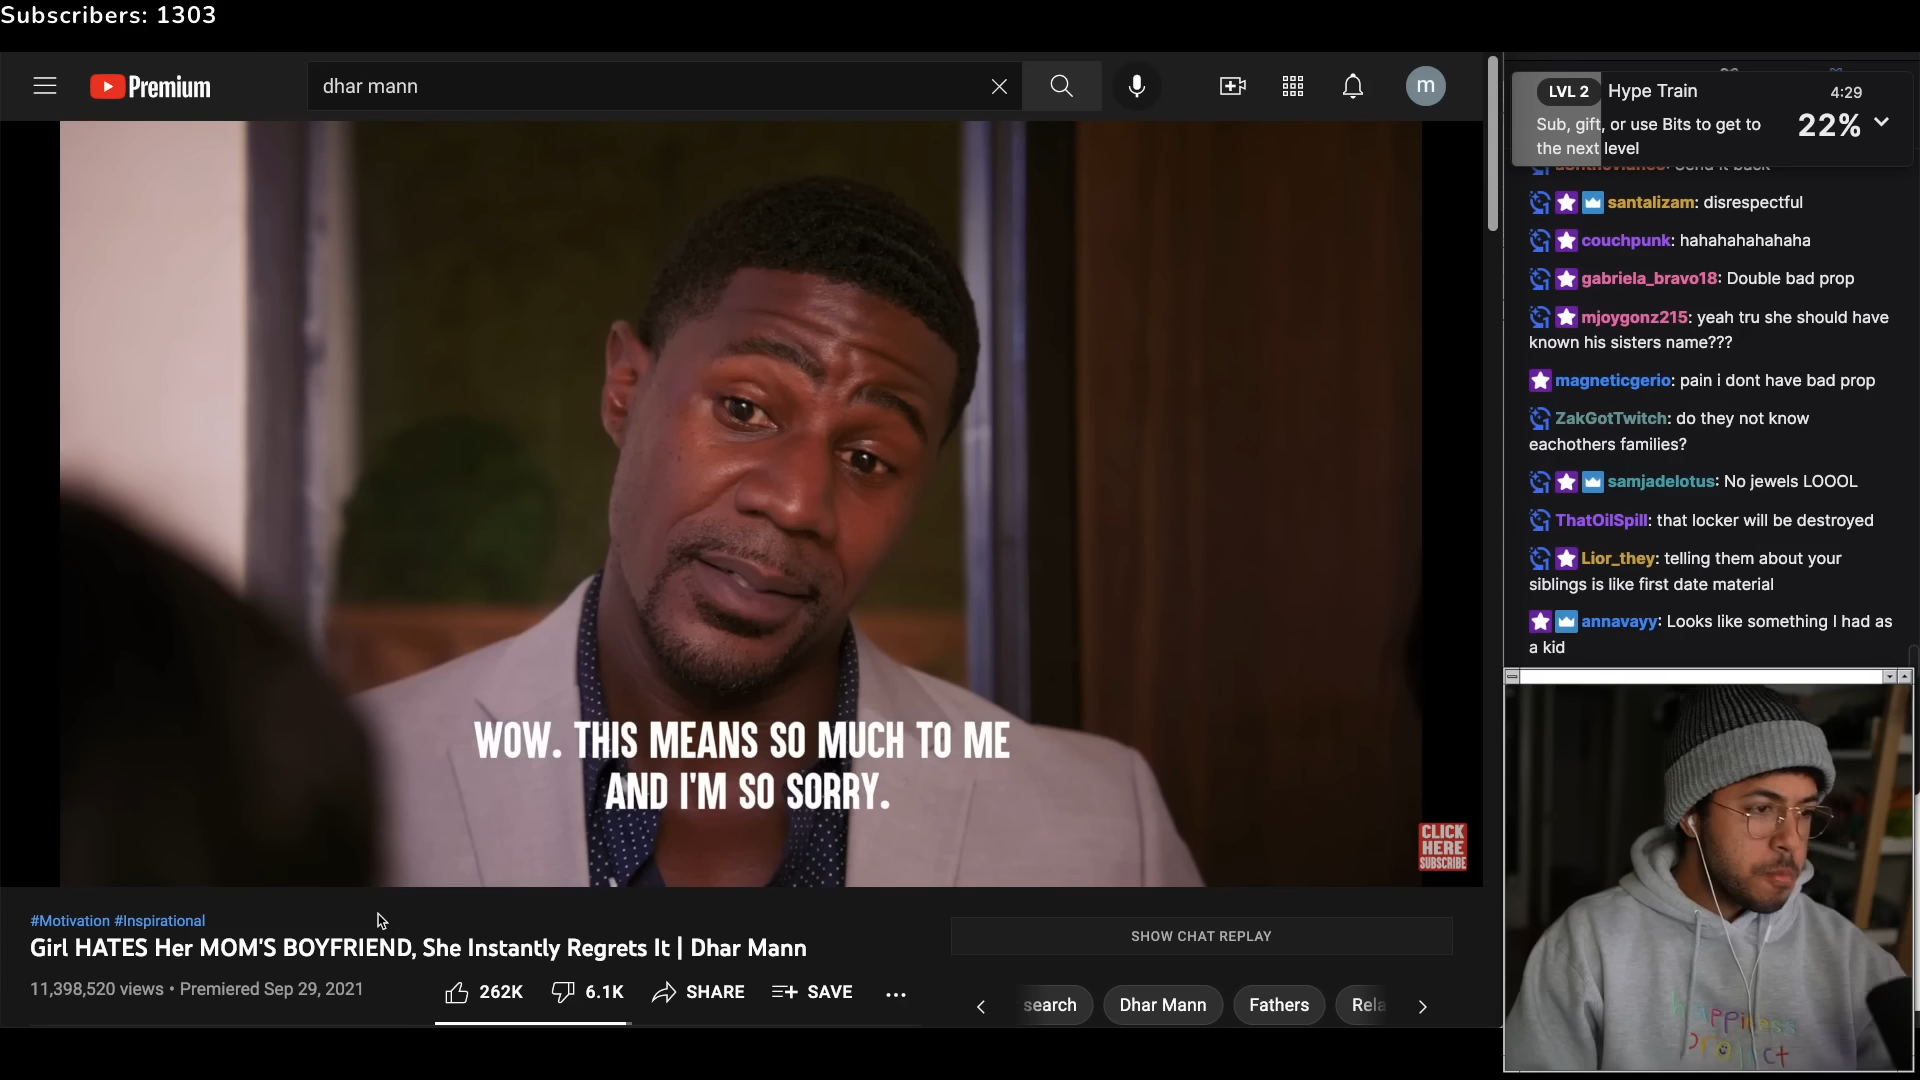 Subscribers: 1303
Premium
dhar mann
m
LVL 2 Hype Train 4:29
Sub, gift, or use Bits to get to
the next level
22%
santalizam: disrespectful
couchpunk: hahahahahahaha
gabriela_bravo18: Double bad prop
mjoygonz215: yeah tru she should have
known his sisters name???
magneticgerio: pain i dont have bad prop
ZakGotTwitch: do they not know
eachothers families?
samjadelotus: No jewels LOOOL
ThatOilSpill: that locker will be destroyed
Lior_they: telling them about your
siblings is like first date material
annavayy: Looks like something I had as
a kid
WOW. THIS MEANS SO MUCH TO ME
AND I'M SO SORRY.
CLICK
HERE
SUBSCRIBE
#Motivation #Inspirational
Girl HATES Her MOM'S BOYFRIEND, She Instantly Regrets It | Dhar Mann
11,398,520 views • Premiered Sep 29, 2021
262K 6.1K SHARE SAVE ...
SHOW CHAT REPLAY
search Dhar Mann Fathers Rela
happiness
project